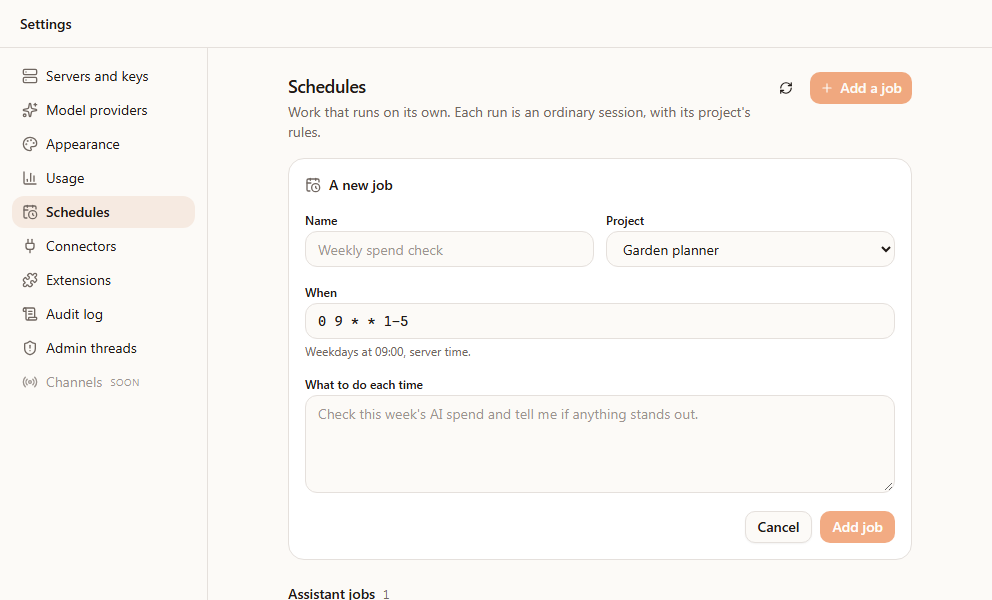 Settings
Servers and keys
Model providers
Appearance
Usage
Schedules
Connectors
Extensions
Audit log
Admin threads
Channels SOON
Schedules
Work that runs on its own. Each run is an ordinary session, with its project's
rules.
+ Add a job
A new job
Name
Weekly spend check
Project
Garden planner
When
0 9 * * 1-5
Weekdays at 09:00, server time.
What to do each time
Check this week's AI spend and tell me if anything stands out.
Cancel
Add job
Assistant jobs 1